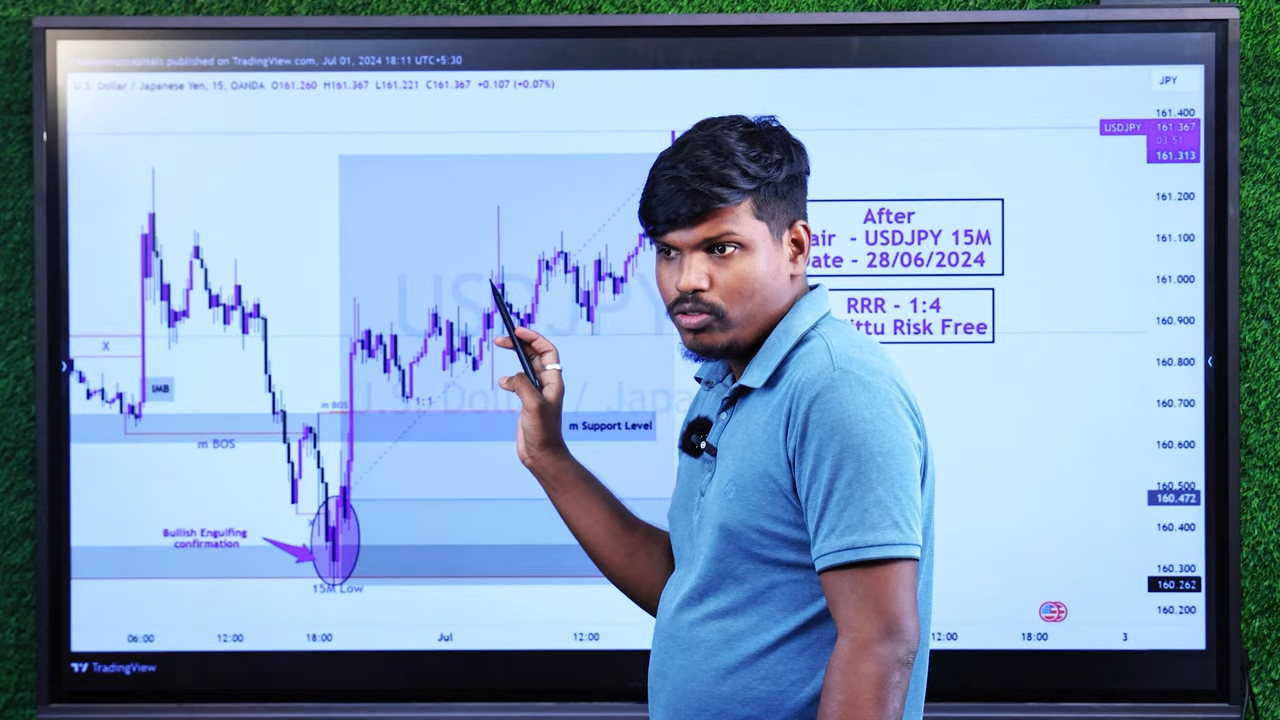 published on TradingView.com, Jul 01, 2024 18:11 UTC+5:30
U.S. Dollar / Japanese Yen, 15, OANDA O161.260 H161.367 L161.221 C161.367 +0.107 (+0.07%)
JPY
161.400
USDJPY 161.367
03:51
161.313
161.200
161.100
161.000
160.900
160.800
160.700
160.600
160.500
160.472
160.400
160.300
160.262
160.200
After
air - USDJPY 15M
ate - 28/06/2024
RRR - 1:4
ttu Risk Free
USDJPY
U.S. Dollar / Japa
X
IMB
m BOS
m BOS
1:1
m Support Level
Bullish Engulfing
confirmation
X
15M Low
06:00 12:00 18:00 Jul 12:00 12:00 18:00 3
TradingView